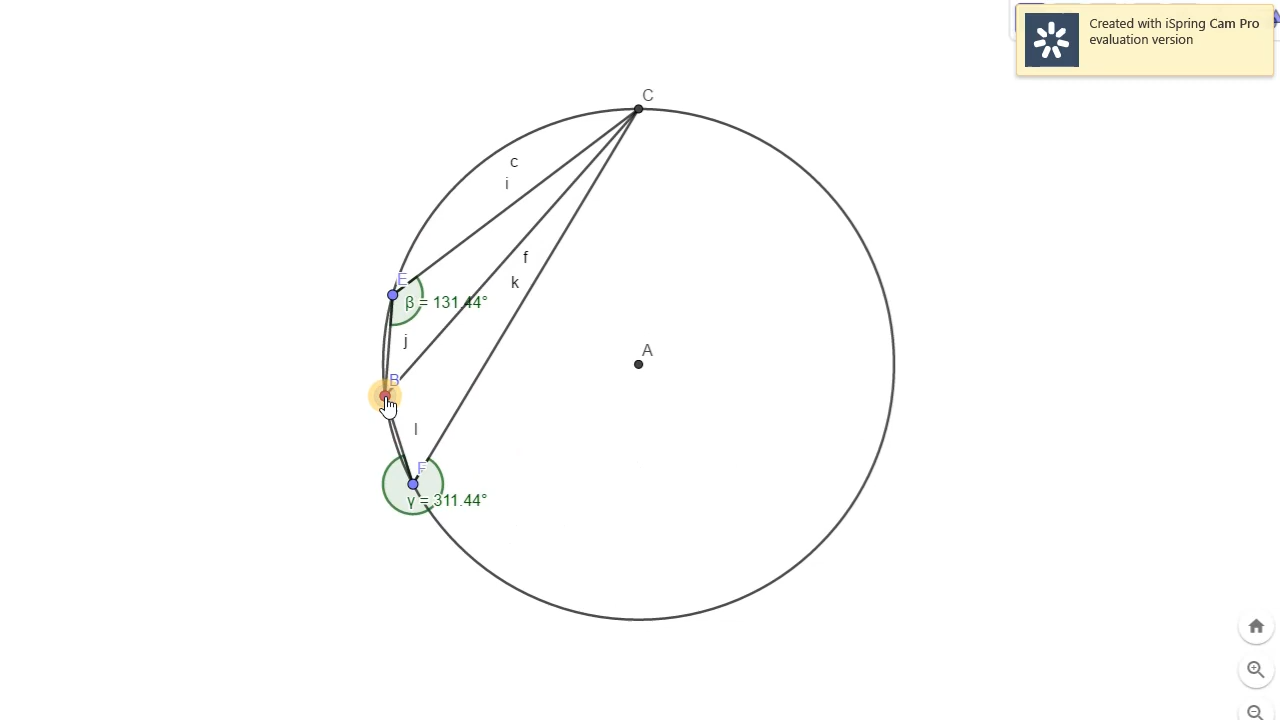 Created with iSpring Cam Pro
evaluation version
C
c
i
f
k
E
β = 131.44°
j
A
B
l
F
γ = 311.44°